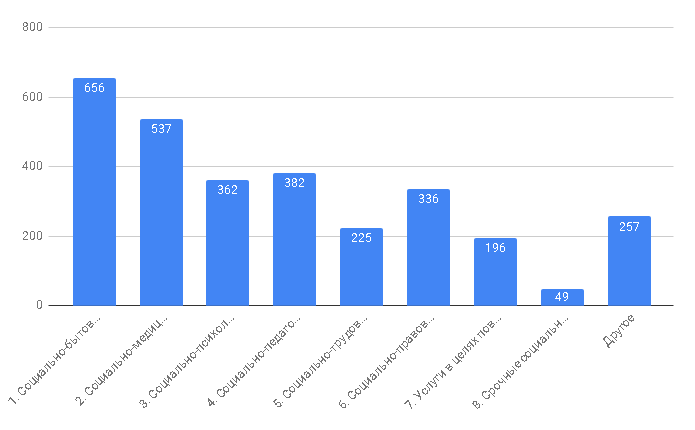 800
600
400
200
0
656
537
362
382
225
336
196
49
257
1. Социально-бытов…
2. Социально-медиц…
3. Социально-психол…
4. Социально-педаго…
5. Социально-трудов…
6. Социально-правов…
7. Услуги в целях пов…
8. Срочные социальн…
Другое